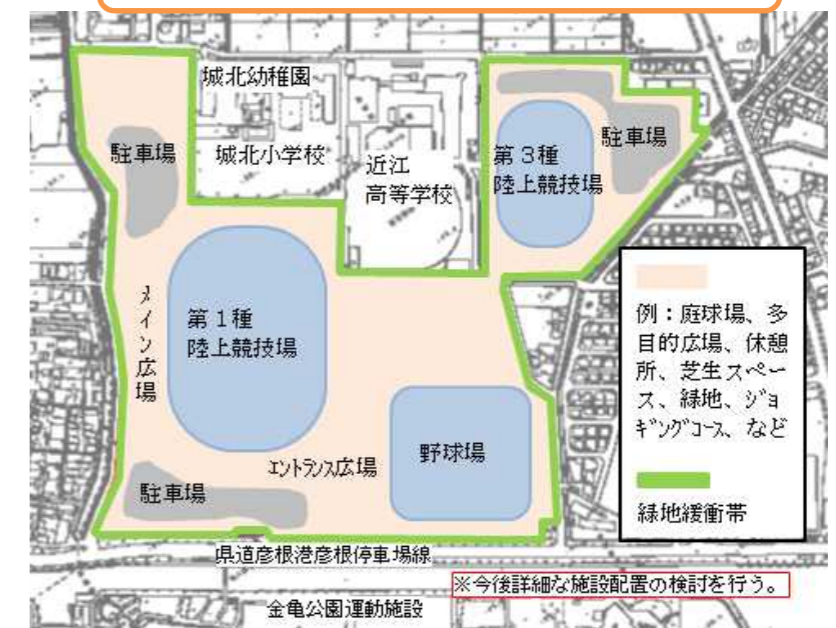 城北幼稚園
駐車場
城北小学校
近江
高等学校
第3種
陸上競技場
駐車場
メイン広場
第1種
陸上競技場
例：庭球場、多
目的広場、休憩
所、芝生スペー
ス、緑地、ｼﾞｮ
ｷﾞﾝｸﾞｺｰｽ、など
緑地緩衝帯
野球場
ｴﾝﾄﾗﾝｽ広場
駐車場
県道彦根港彦根停車場線
※今後詳細な施設配置の検討を行う。
金亀公園運動施設